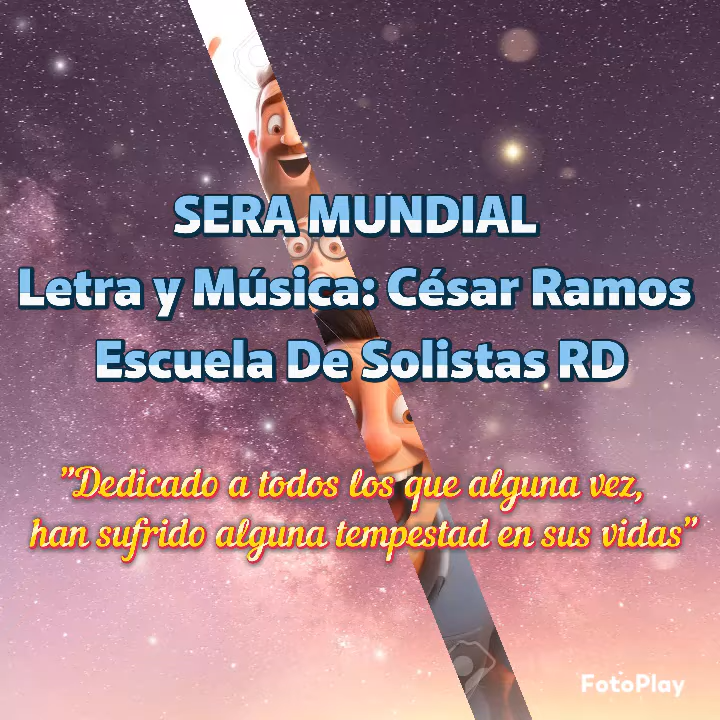 SERA MUNDIAL
Letra y Música: César Ramos
Escuela De Solistas RD
"Dedicado a todos los que alguna vez,
han sufrido alguna tempestad en sus vidas"
FotoPlay